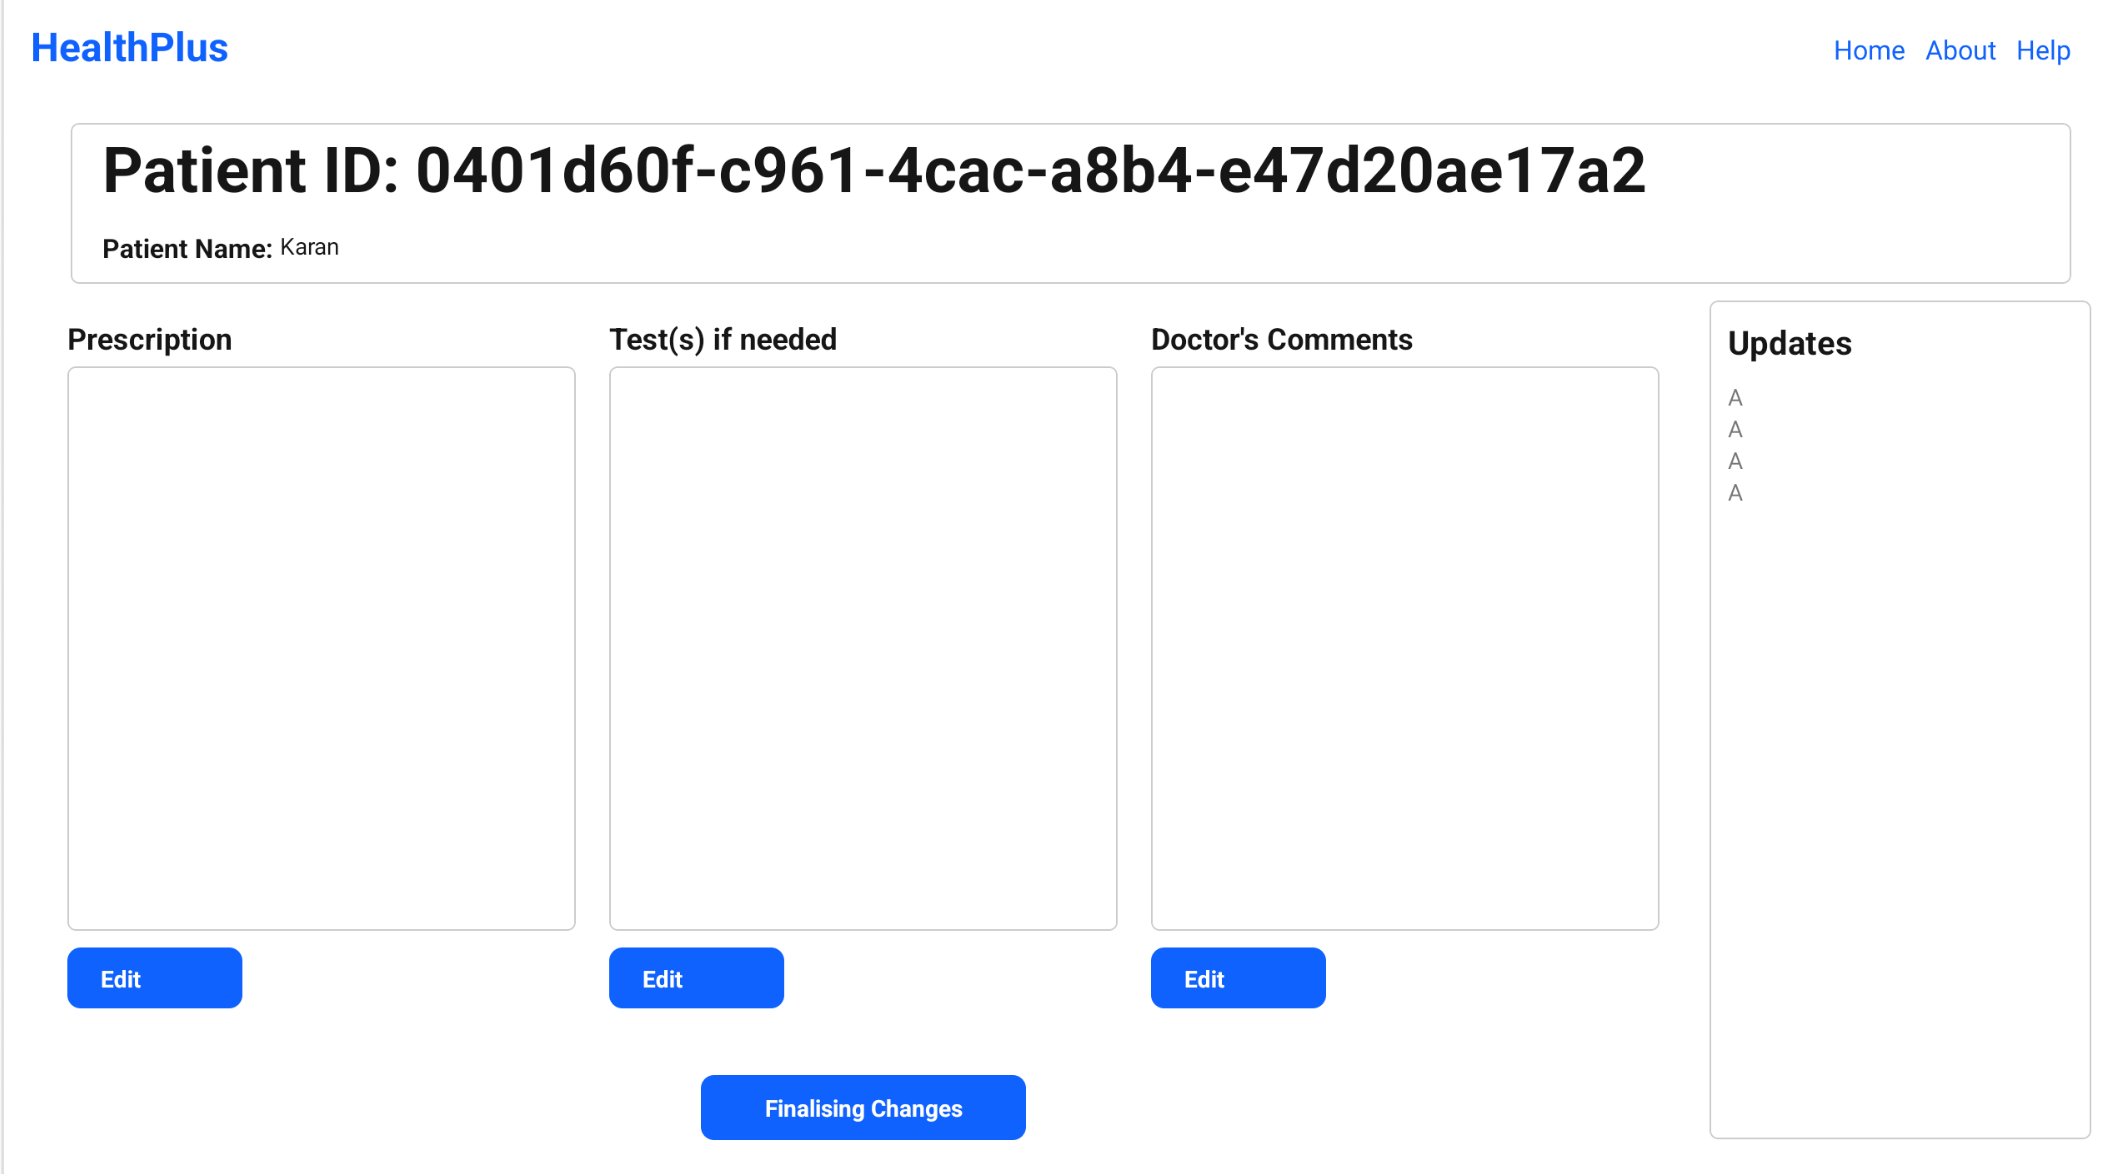 HealthPlus
Home About Help
Patient ID: 0401d60f-c961-4cac-a8b4-e47d20ae17a2
Patient Name: Karan
Prescription
Test(s) if needed
Doctor's Comments
Updates
A
A
A
A
Edit
Edit
Edit
Finalising Changes